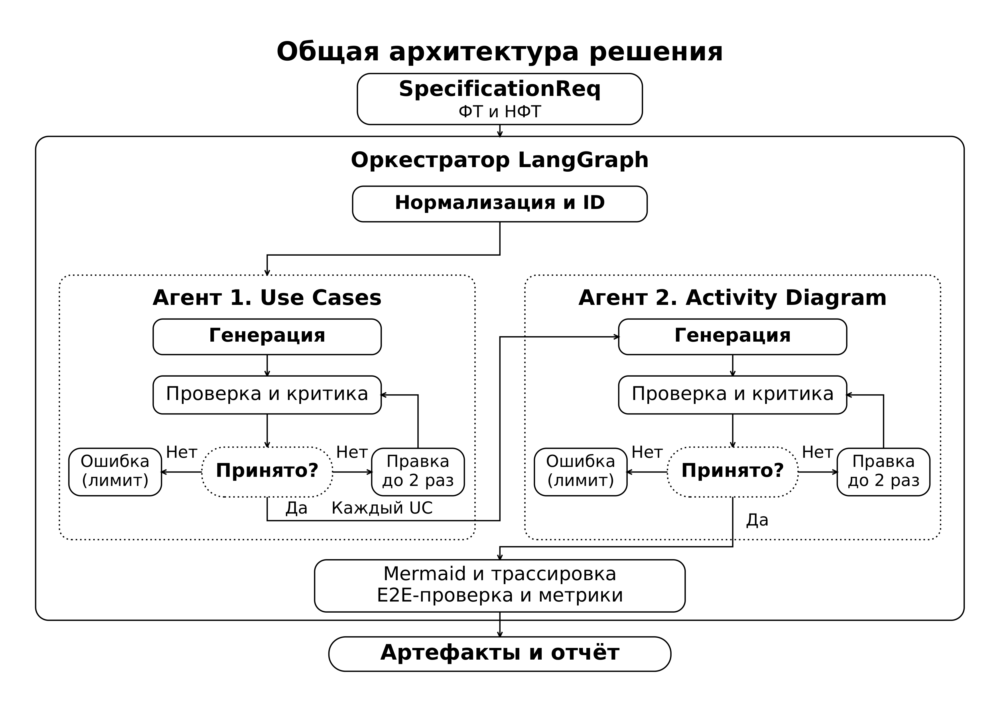 Общая архитектура решения
SpecificationReq
ФТ и НФТ
Оркестратор LangGraph
Нормализация и ID
Агент 1. Use Cases
Генерация
Проверка и критика
Нет
Нет
Ошибка
(лимит)
Принято?
Правка
до 2 раз
Да
Каждый UC
Агент 2. Activity Diagram
Генерация
Проверка и критика
Нет
Нет
Ошибка
(лимит)
Принято?
Правка
до 2 раз
Да
Mermaid и трассировка
E2E-проверка и метрики
Артефакты и отчёт